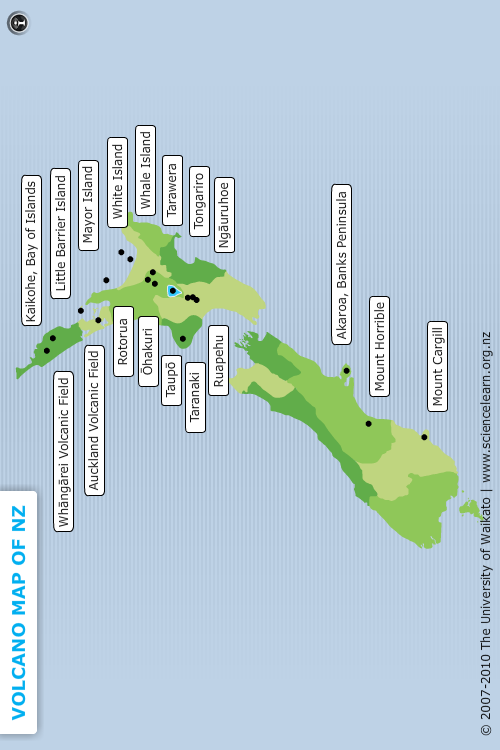 VOLCANO MAP OF NZ
Kaikohe, Bay of Islands
Little Barrier Island
Mayor Island
White Island
Whale Island
Tarawera
Tongariro
Ngāuruhoe
Whāngārei Volcanic Field
Auckland Volcanic Field
Rotorua
Ōhakuri
Taupō
Taranaki
Ruapehu
Akaroa, Banks Peninsula
Mount Horrible
Mount Cargill
© 2007-2010 The University of Waikato | www.sciencelearn.org.nz
i